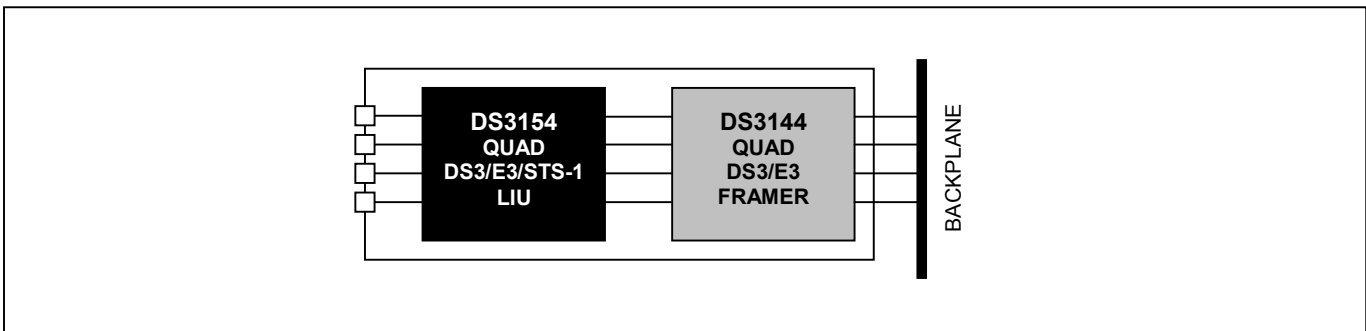 DS3154
QUAD
DS3/E3/STS-1
LIU
DS3144
QUAD
DS3/E3
FRAMER
BACKPLANE